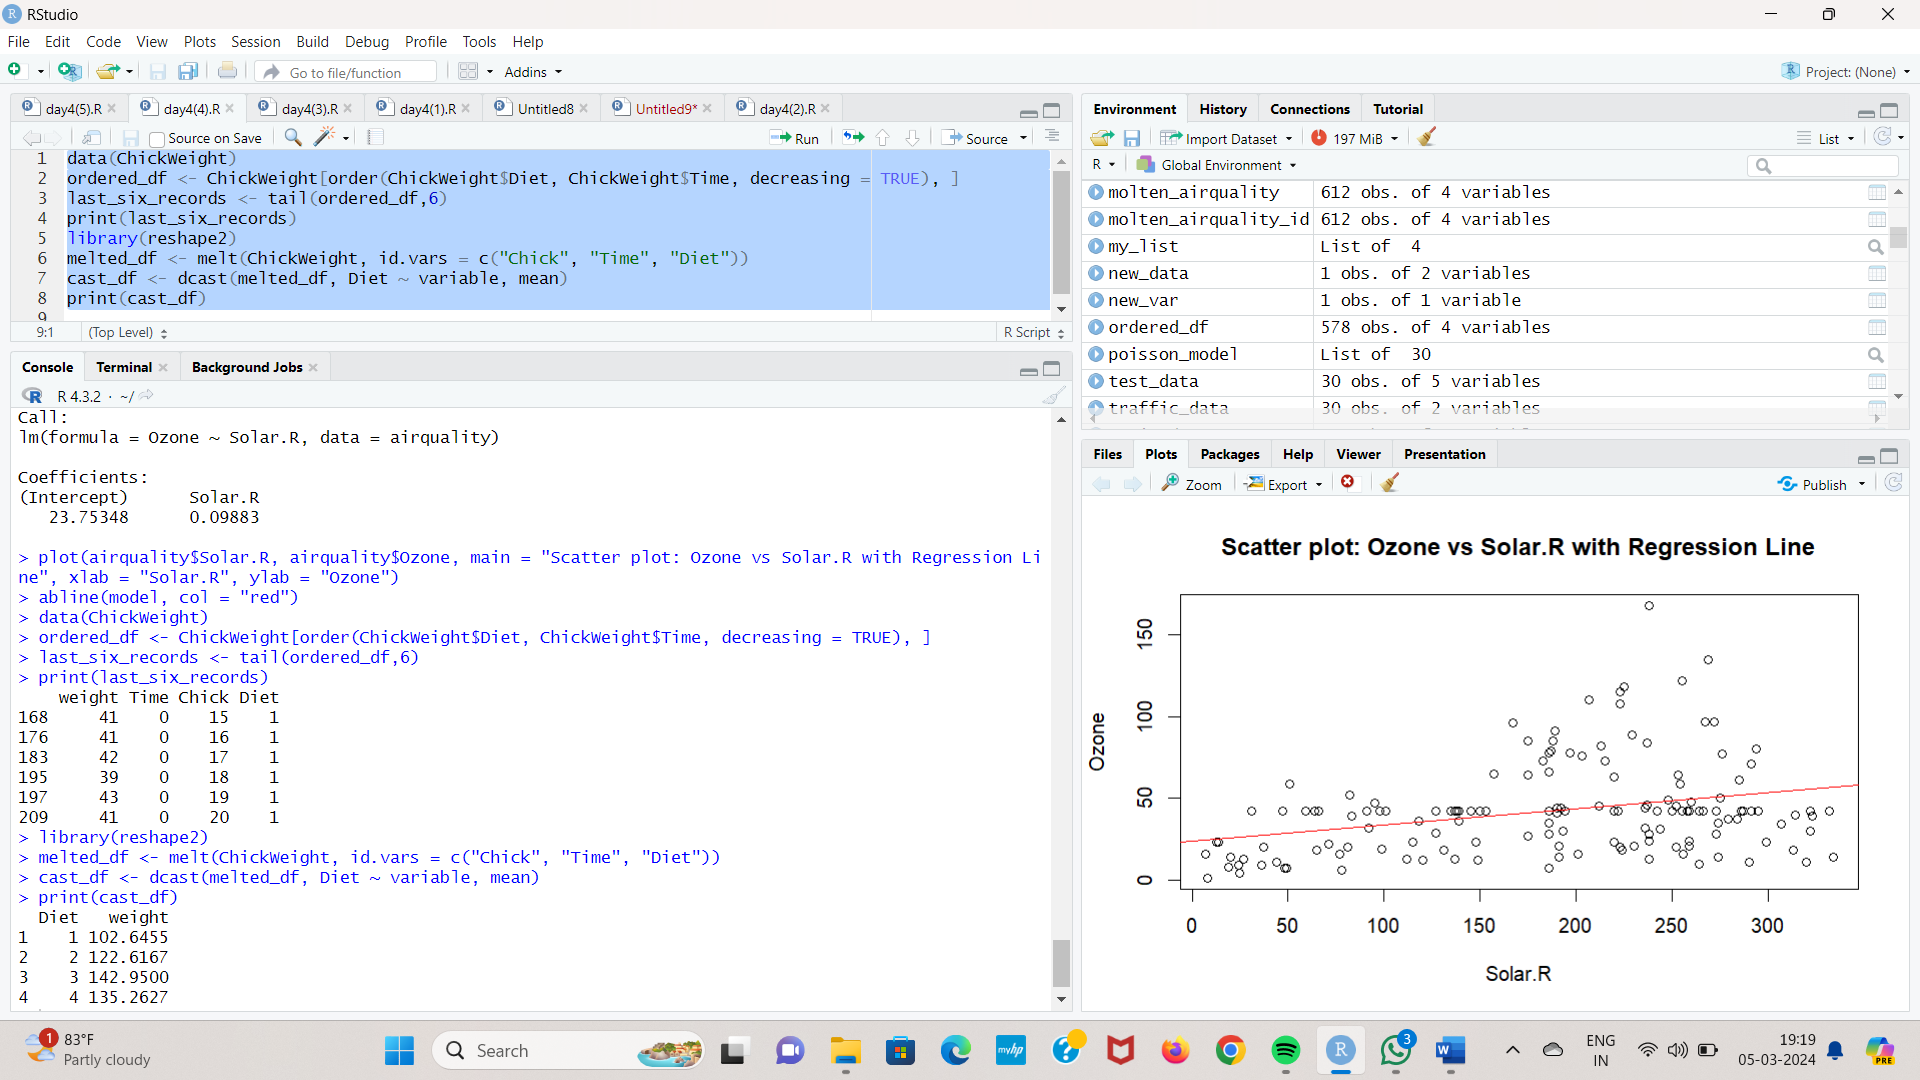 RStudio
File Edit Code View Plots Session Build Debug Profile Tools Help
Go to file/function Addins Project: (None)
day4(5).R day4(4).R day4(3).R day4(1).R Untitled8 Untitled9* day4(2).R
Source on Save Run Source
1 data(ChickWeight)
2 ordered_df <- ChickWeight[order(ChickWeight$Diet, ChickWeight$Time, decreasing = TRUE), ]
3 last_six_records <- tail(ordered_df,6)
4 print(last_six_records)
5 library(reshape2)
6 melted_df <- melt(ChickWeight, id.vars = c("Chick", "Time", "Diet"))
7 cast_df <- dcast(melted_df, Diet ~ variable, mean)
8 print(cast_df)
9
9:1 (Top Level) R Script
Console Terminal Background Jobs
R 4.3.2 · ~/
Call:
lm(formula = Ozone ~ Solar.R, data = airquality)
Coefficients:
(Intercept) Solar.R
23.75348 0.09883
> plot(airquality$Solar.R, airquality$Ozone, main = "Scatter plot: Ozone vs Solar.R with Regression Li
ne", xlab = "Solar.R", ylab = "Ozone")
> abline(model, col = "red")
> data(ChickWeight)
> ordered_df <- ChickWeight[order(ChickWeight$Diet, ChickWeight$Time, decreasing = TRUE), ]
> last_six_records <- tail(ordered_df,6)
> print(last_six_records)
weight Time Chick Diet
168 41 0 15 1
176 41 0 16 1
183 42 0 17 1
195 39 0 18 1
197 43 0 19 1
209 41 0 20 1
> library(reshape2)
> melted_df <- melt(ChickWeight, id.vars = c("Chick", "Time", "Diet"))
> cast_df <- dcast(melted_df, Diet ~ variable, mean)
> print(cast_df)
Diet weight
1 1 102.6455
2 2 122.6167
3 3 142.9500
4 4 135.2627
Environment History Connections Tutorial
Import Dataset 197 MiB List
R Global Environment
molten_airquality 612 obs. of 4 variables
molten_airquality_id 612 obs. of 4 variables
my_list List of 4
new_data 1 obs. of 2 variables
new_var 1 obs. of 1 variable
ordered_df 578 obs. of 4 variables
poisson_model List of 30
test_data 30 obs. of 5 variables
traffic_data 30 obs. of 2 variables
Files Plots Packages Help Viewer Presentation
Zoom Export Publish
Scatter plot: Ozone vs Solar.R with Regression Line
Ozone
150
100
50
0
0 50 100 150 200 250 300
Solar.R
1 83°F
Partly cloudy
Search
myhp
3
ENG
IN
19:19
05-03-2024
PRE